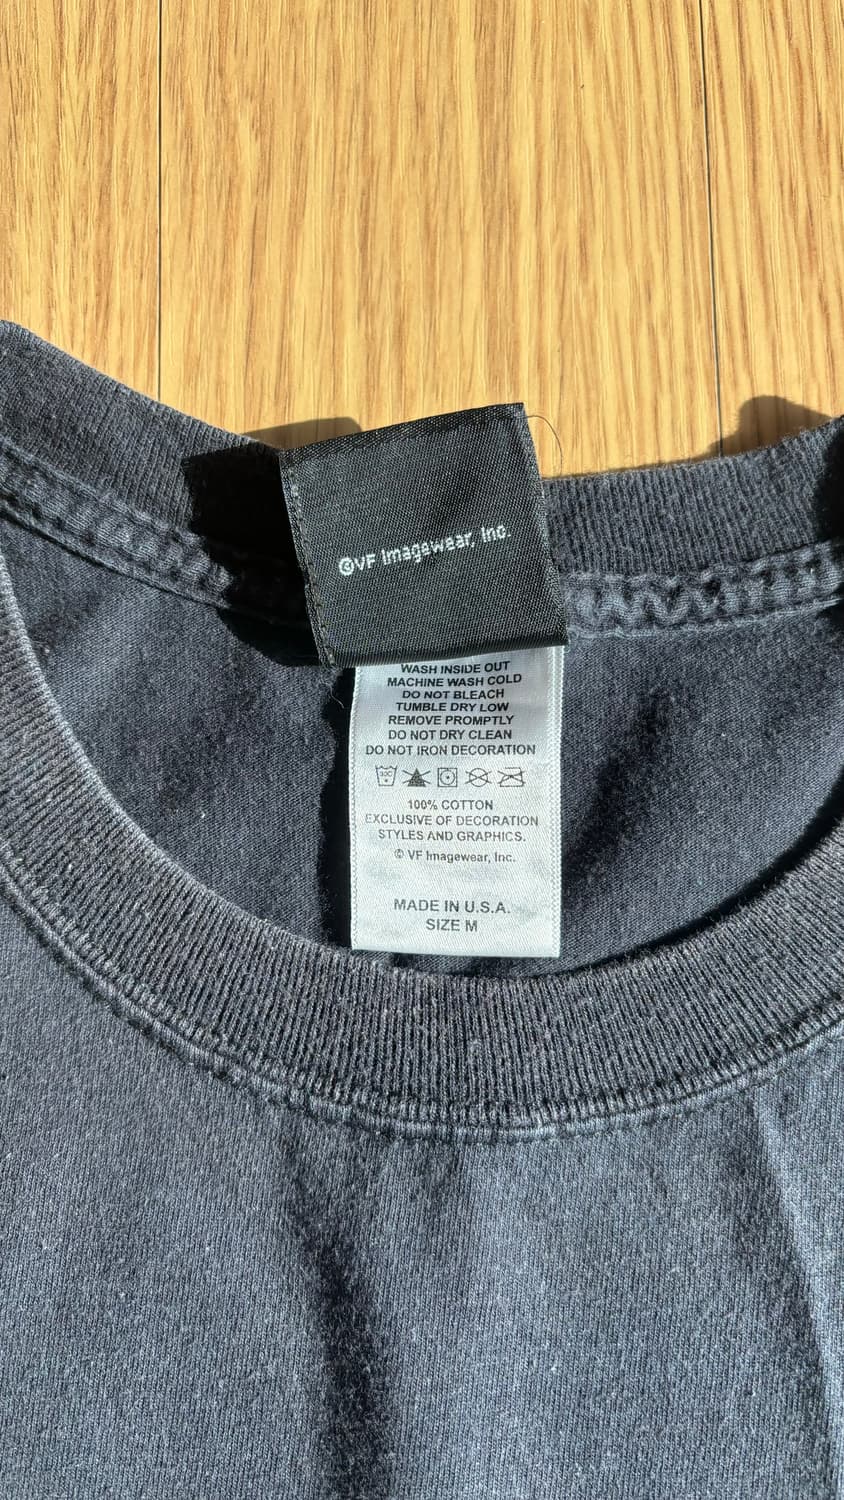 ©VF Imagewear, Inc.
WASH INSIDE OUT
MACHINE WASH COLD
DO NOT BLEACH
TUMBLE DRY LOW
REMOVE PROMPTLY
DO NOT DRY CLEAN
DO NOT IRON DECORATION
30C
100% COTTON
EXCLUSIVE OF DECORATION
STYLES AND GRAPHICS.
© VF Imagewear, Inc.
MADE IN U.S.A.
SIZE M